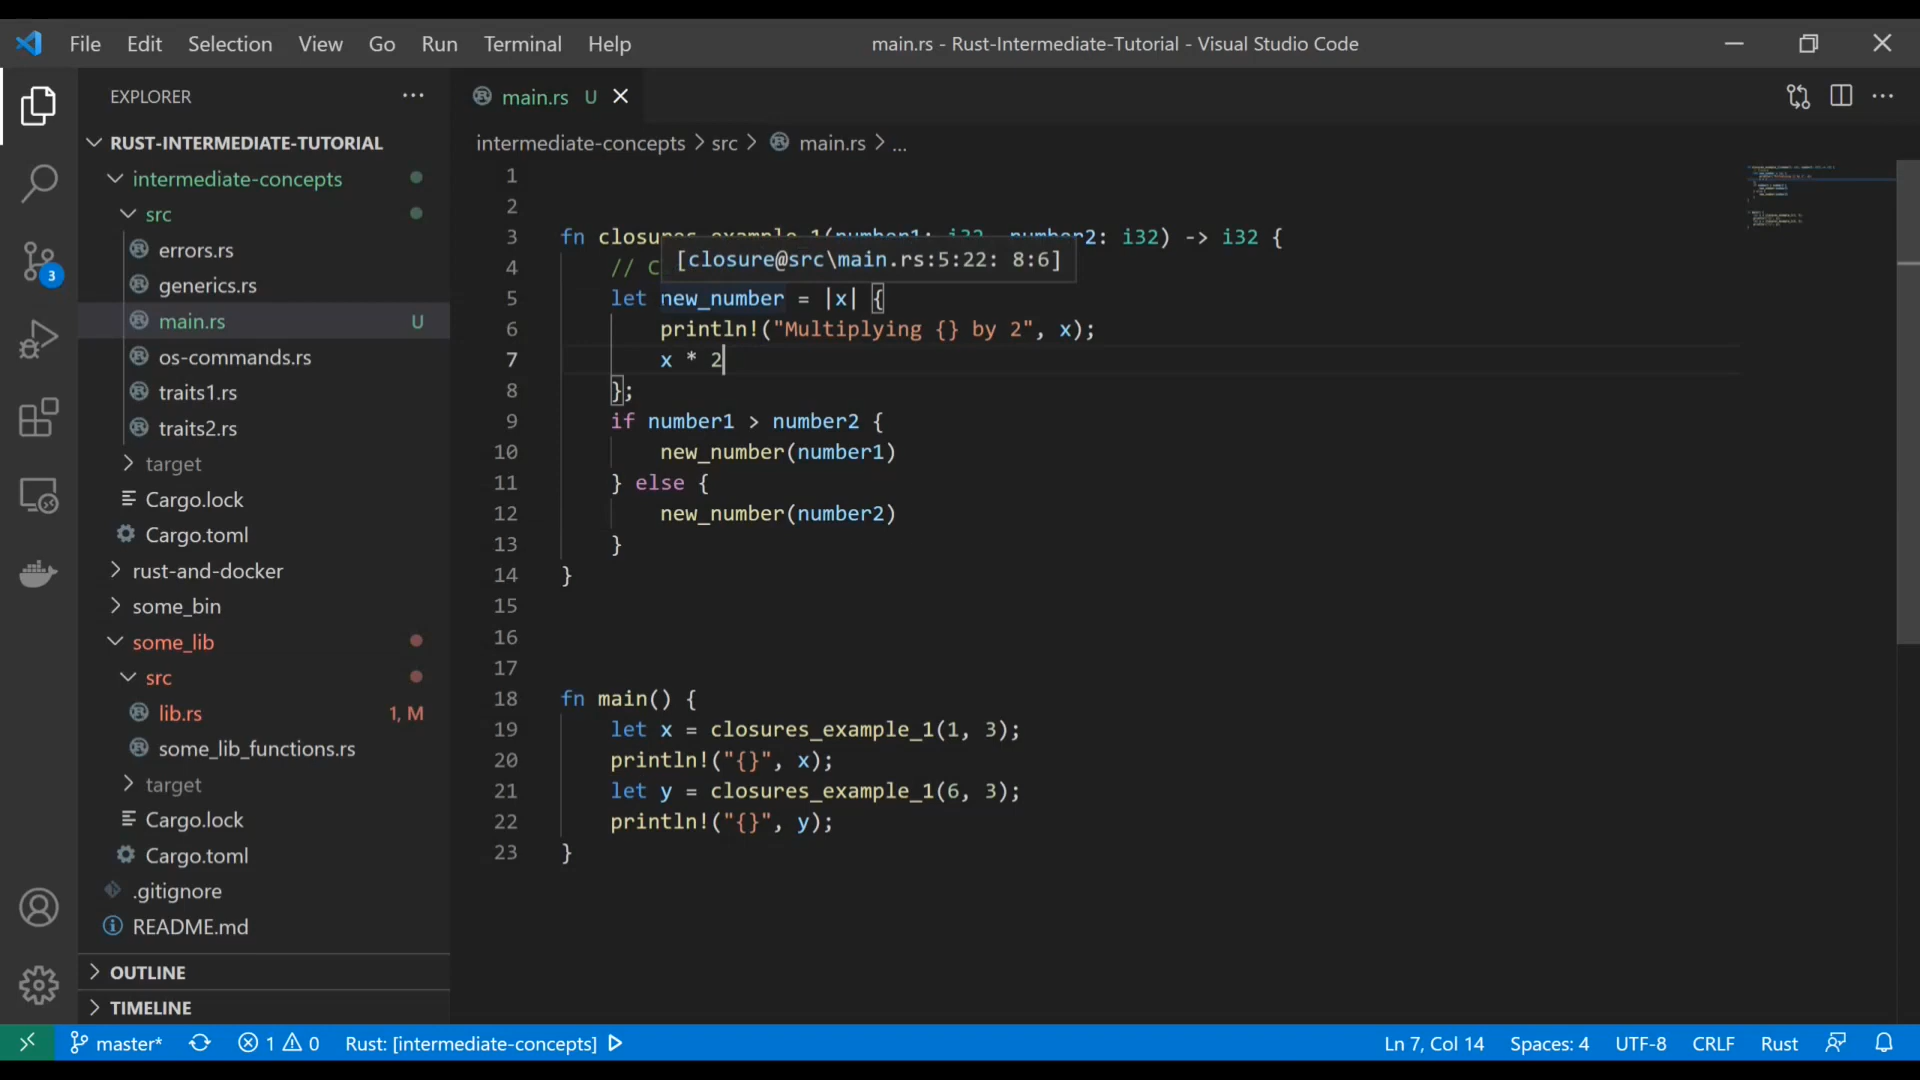 File Edit Selection View Go Run Terminal Help
main.rs - Rust-Intermediate-Tutorial - Visual Studio Code
EXPLORER
RUST-INTERMEDIATE-TUTORIAL
intermediate-concepts
src
errors.rs
generics.rs
main.rs U
os-commands.rs
traits1.rs
traits2.rs
target
Cargo.lock
Cargo.toml
rust-and-docker
some_bin
some_lib
src
lib.rs 1, M
some_lib_functions.rs
target
Cargo.lock
Cargo.toml
.gitignore
README.md
OUTLINE
TIMELINE
3
main.rs U
intermediate-concepts > src > main.rs > ...
1
2
3 fn closures_example_1(number1: i32, number2: i32) -> i32 {
[closure@src\main.rs:5:22: 8:6]
4 // C
5 let new_number = |x| {
6 println!("Multiplying {} by 2", x);
7 x * 2
8 };
9 if number1 > number2 {
10 new_number(number1)
11 } else {
12 new_number(number2)
13 }
14 }
15
16
17
18 fn main() {
19 let x = closures_example_1(1, 3);
20 println!("{}", x);
21 let y = closures_example_1(6, 3);
22 println!("{}", y);
23 }
master* 1 0 Rust: [intermediate-concepts] Ln 7, Col 14 Spaces: 4 UTF-8 CRLF Rust